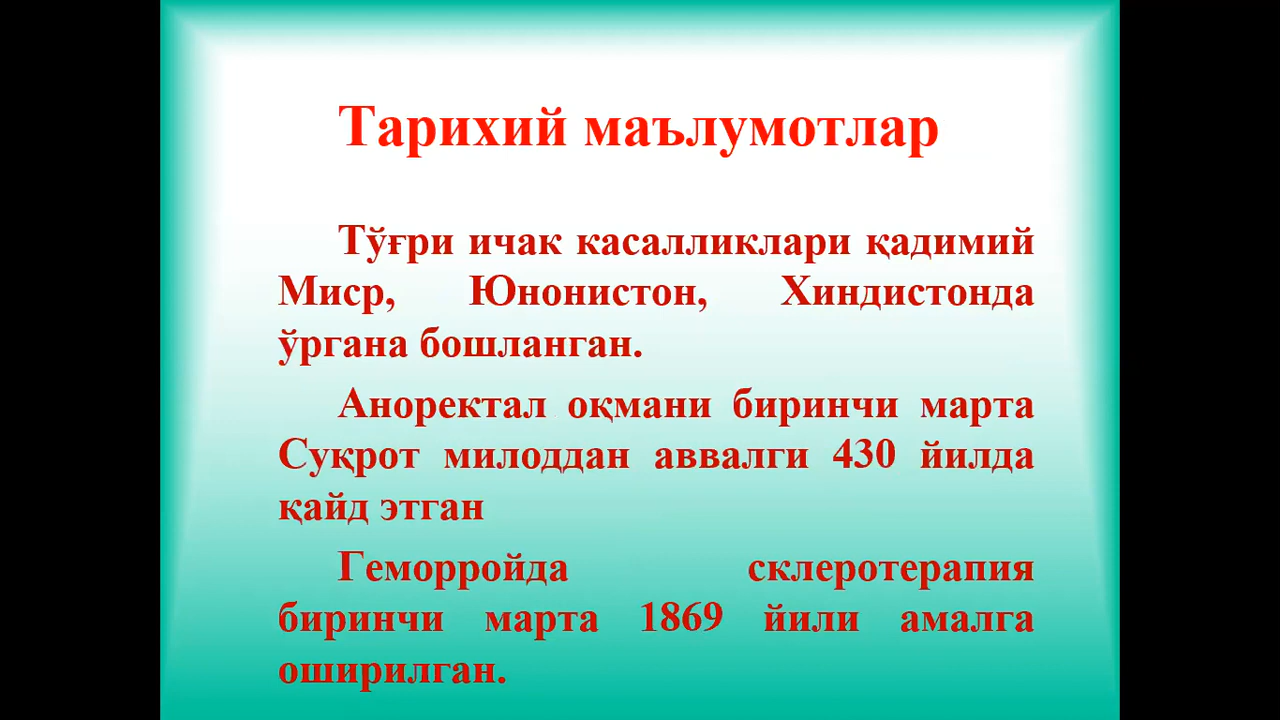 Тарихий маълумотлар
Тўғри ичак касалликлари қадимий
Миср, Юнонистон, Хиндистонда
ўргана бошланган.
Аноректал оқмани биринчи марта
Суқрот милоддан аввалги 430 йилда
қайд этган
Геморройда склеротерапия
биринчи марта 1869 йили амалга
оширилган.